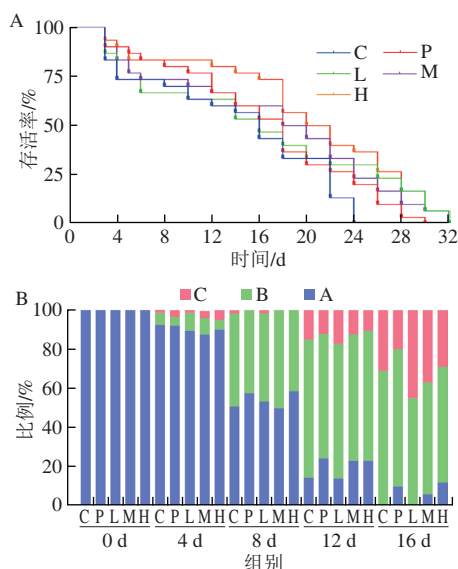 A
100
75
50
25
0
存活率/%
C
P
L
M
H
0
4
8
12
16
20
24
28
32
时间/d
B
C
B
A
100
80
60
40
20
0
比例/%
C P L M H
C P L M H
C P L M H
C P L M H
C P L M H
0 d
4 d
8 d
12 d
16 d
组别